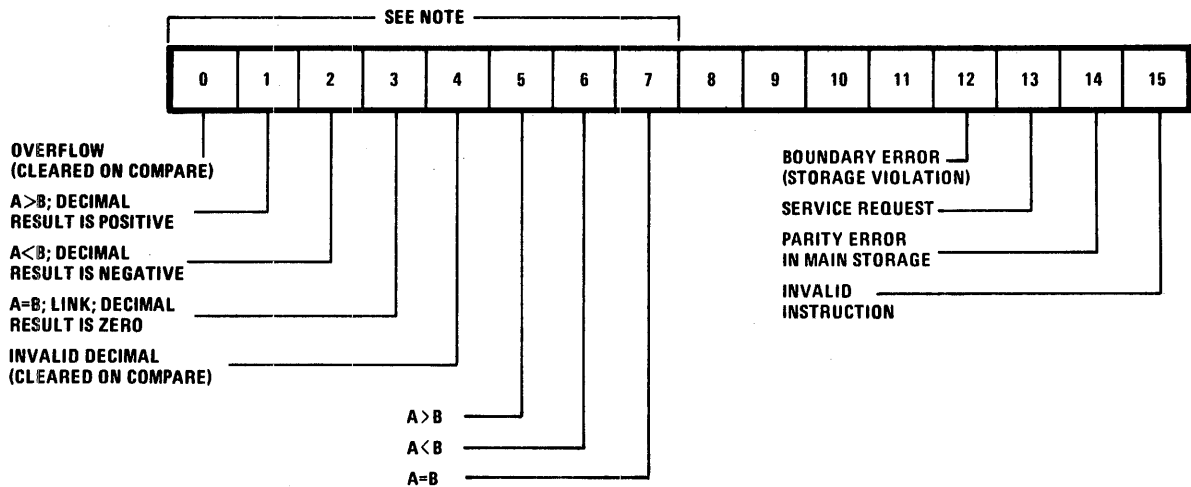 SEE NOTE
0 1 2 3 4 5 6 7 8 9 10 11 12 13 14 15
OVERFLOW
(CLEARED ON COMPARE)
A>B; DECIMAL
RESULT IS POSITIVE
A<B; DECIMAL
RESULT IS NEGATIVE
A=B; LINK; DECIMAL
RESULT IS ZERO
INVALID DECIMAL
(CLEARED ON COMPARE)
A>B
A<B
A=B
BOUNDARY ERROR
(STORAGE VIOLATION)
SERVICE REQUEST
PARITY ERROR
IN MAIN STORAGE
INVALID
INSTRUCTION